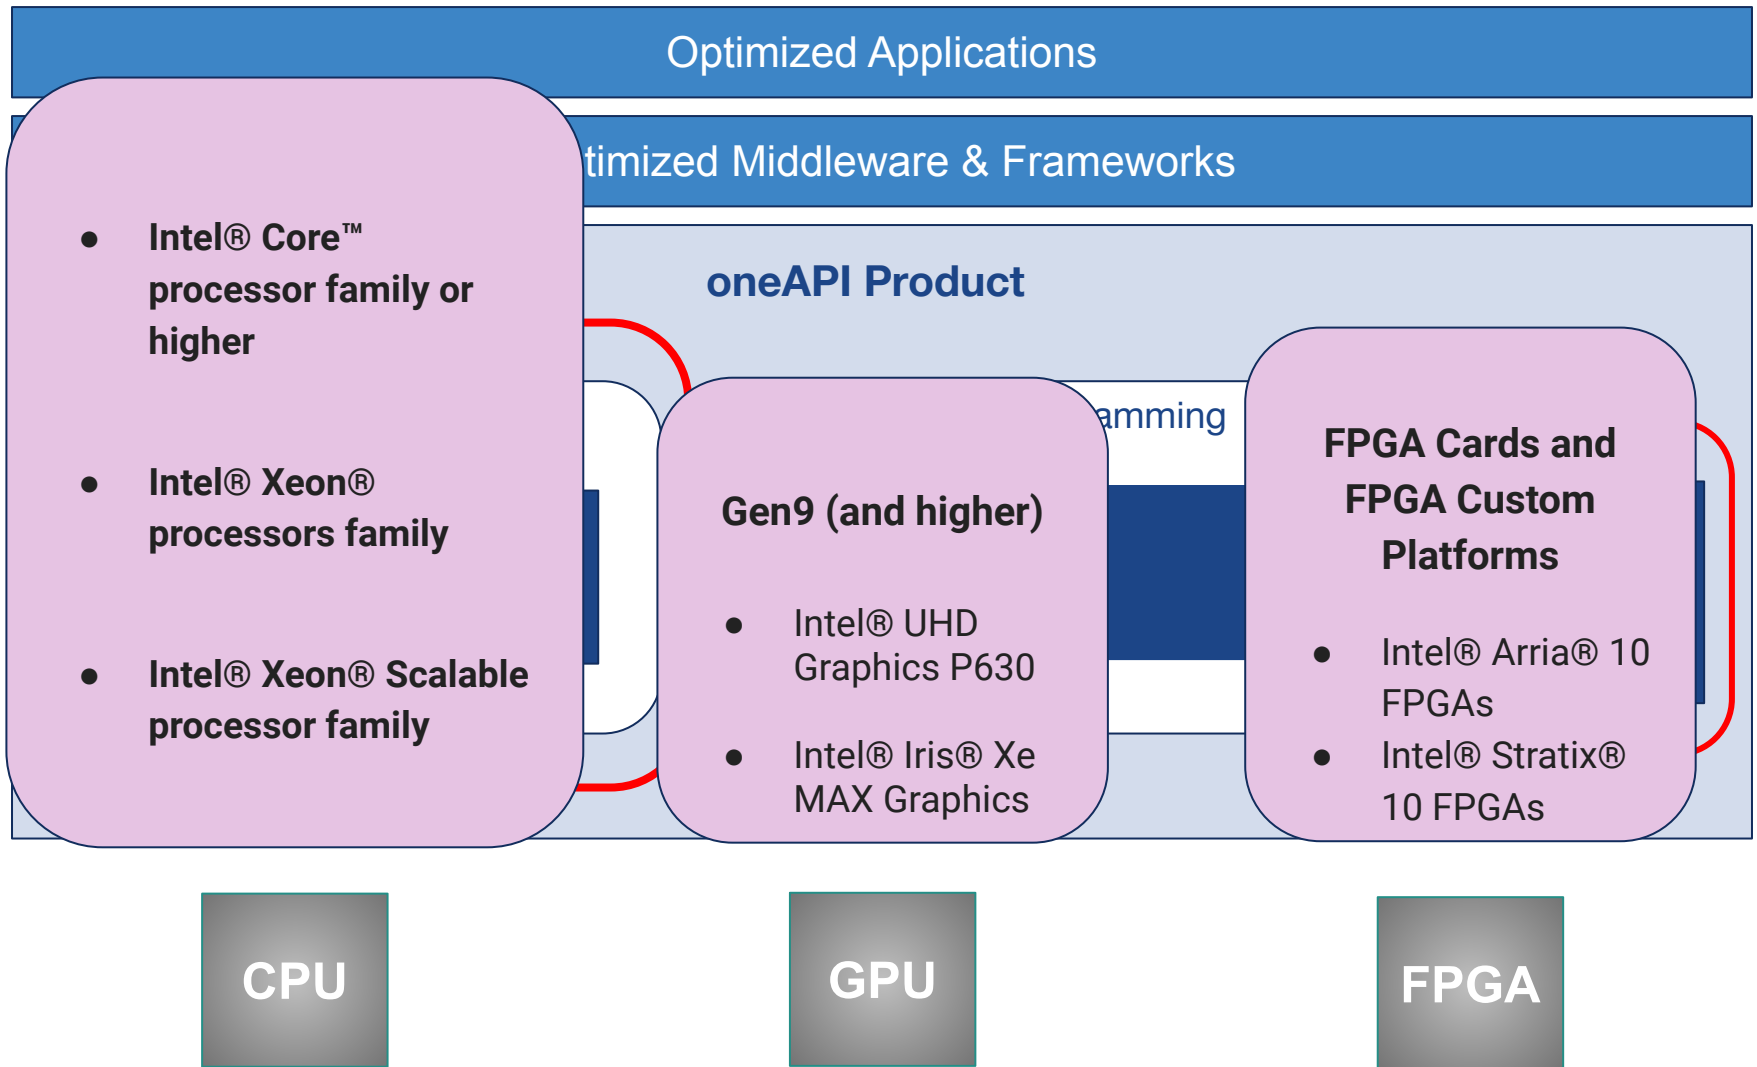 Optimized Applications
timized Middleware & Frameworks
oneAPI Product
● Intel® Core™
processor family or
higher
● Intel® Xeon®
processors family
● Intel® Xeon® Scalable
processor family
amming
Gen9 (and higher)
● Intel® UHD
Graphics P630
● Intel® Iris® Xe
MAX Graphics
FPGA Cards and
FPGA Custom
Platforms
● Intel® Arria® 10
FPGAs
● Intel® Stratix®
10 FPGAs
CPU
GPU
FPGA